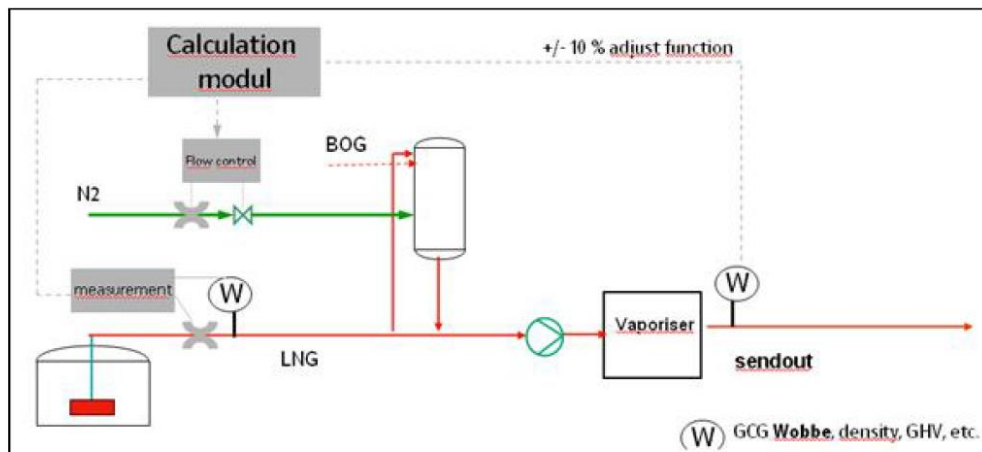 Calculation
modul
+/- 10 % adjust function
Flow control
BOG
N2
measurement
W
W
Vaporiser
LNG
sendout
W GCG Wobbe, density, GHV, etc.